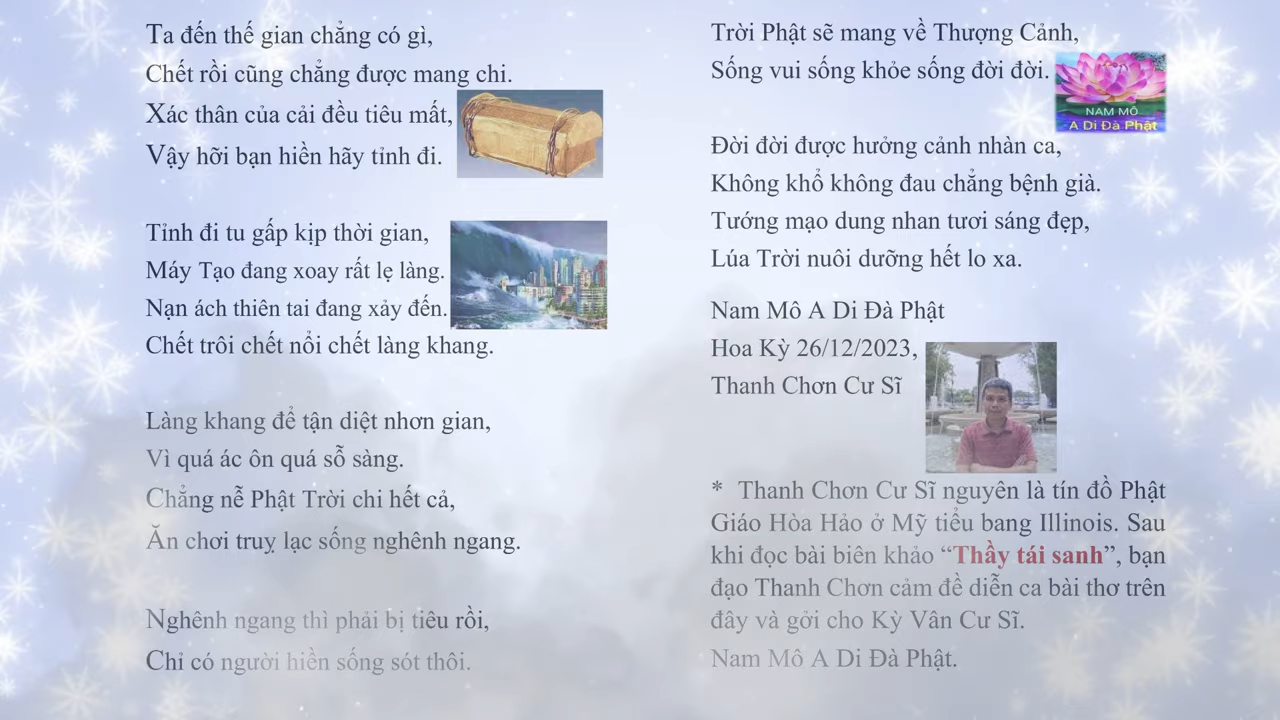 Ta đến thế gian chẳng có gì,
Chết rồi cũng chẳng được mang chi.
Xác thân của cải đều tiêu mất,
Vậy hỡi bạn hiền hãy tỉnh đi.
Tỉnh đi tu gấp kịp thời gian,
Máy Tạo đang xoay rất lẹ làng.
Nạn ách thiên tai đang xảy đến.
Chết trôi chết nổi chết làng khang.
Làng khang để tận diệt nhơn gian,
Vì quá ác ôn quá sỗ sàng.
Chẳng nễ Phật Trời chi hết cả,
Ăn chơi truỵ lạc sống nghênh ngang.
Nghênh ngang thì phải bị tiêu rồi,
Chỉ có người hiền sống sót thôi.
Trời Phật sẽ mang về Thượng Cảnh,
Sống vui sống khỏe sống đời đời.
NAM MÔ
A Di Đà Phật
Đời đời được hưởng cảnh nhàn ca,
Không khổ không đau chẳng bệnh già.
Tướng mạo dung nhan tươi sáng đẹp,
Lúa Trời nuôi dưỡng hết lo xa.
Nam Mô A Di Đà Phật
Hoa Kỳ 26/12/2023,
Thanh Chơn Cư Sĩ
* Thanh Chơn Cư Sĩ nguyên là tín đồ Phật
Giáo Hòa Hảo ở Mỹ tiểu bang Illinois. Sau
khi đọc bài biên khảo “Thầy tái sanh”, bạn
đạo Thanh Chơn cảm đề diễn ca bài thơ trên
đây và gởi cho Kỳ Vân Cư Sĩ.
Nam Mô A Di Đà Phật.